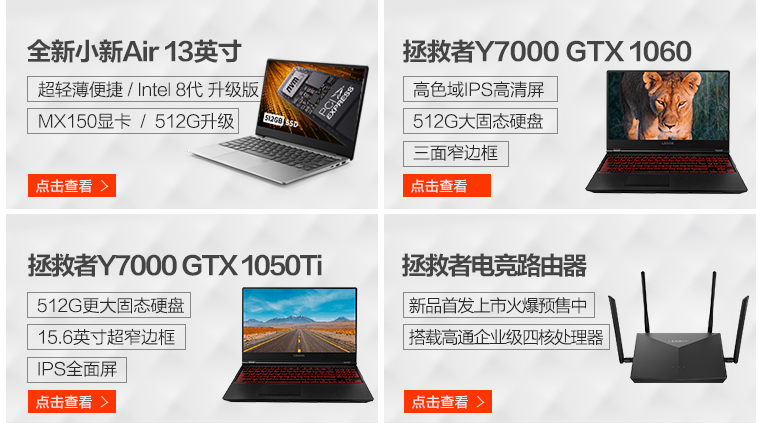 全新小新Air 13英寸
超轻薄便捷 / Intel 8代 升级版
MX150显卡 / 512G升级
点击查看 >
512GB SSD
PCI EXPRESS
拯救者Y7000 GTX 1060
高色域IPS高清屏
512G大固态硬盘
三面窄边框
点击查看
拯救者Y7000 GTX 1050Ti
512G更大固态硬盘
15.6英寸超窄边框
IPS全面屏
点击查看 >
拯救者电竞路由器
新品首发上市火爆预售中
搭载高通企业级四核处理器
点击查看 >